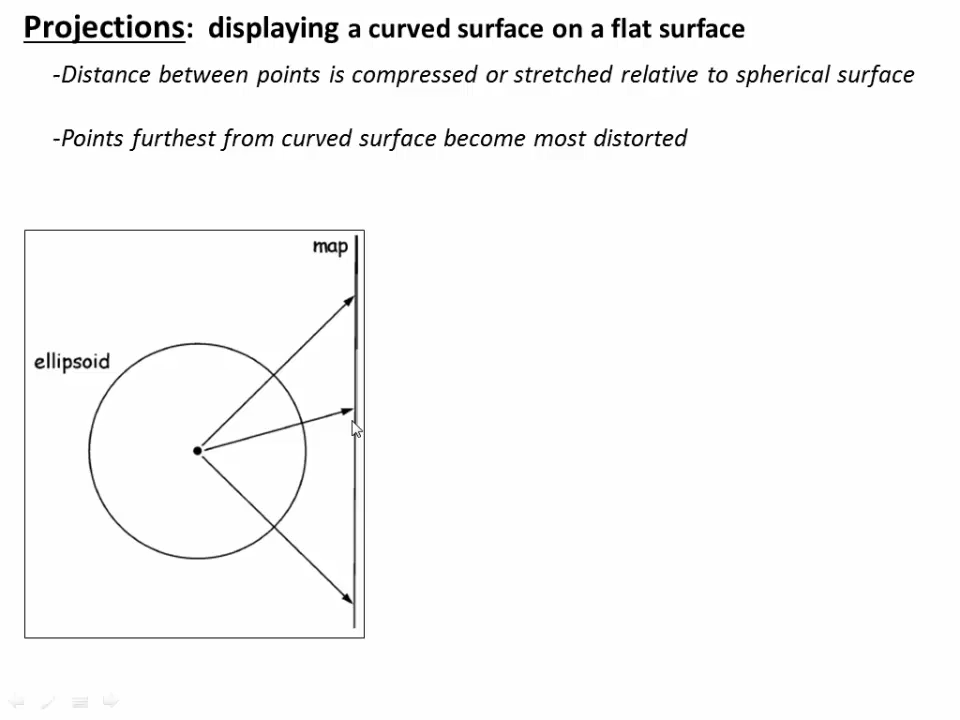 Projections: displaying a curved surface on a flat surface
-Distance between points is compressed or stretched relative to spherical surface
-Points furthest from curved surface become most distorted
map
ellipsoid